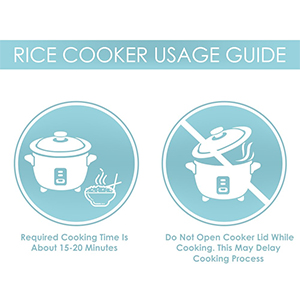 RICE COOKER USAGE GUIDE
Required Cooking Time Is
About 15-20 Minutes
Do Not Open Cooker Lid While
Cooking. This May Delay
Cooking Process